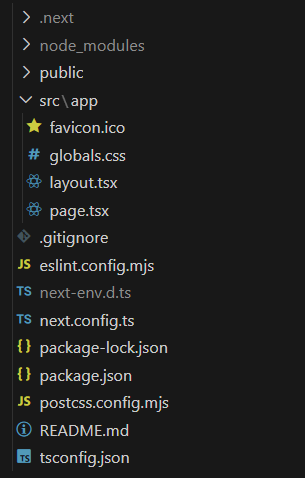 .next
node_modules
public
src\app
favicon.ico
# globals.css
layout.tsx
page.tsx
.gitignore
JS eslint.config.mjs
TS next-env.d.ts
TS next.config.ts
{} package-lock.json
{} package.json
JS postcss.config.mjs
README.md
TS tsconfig.json